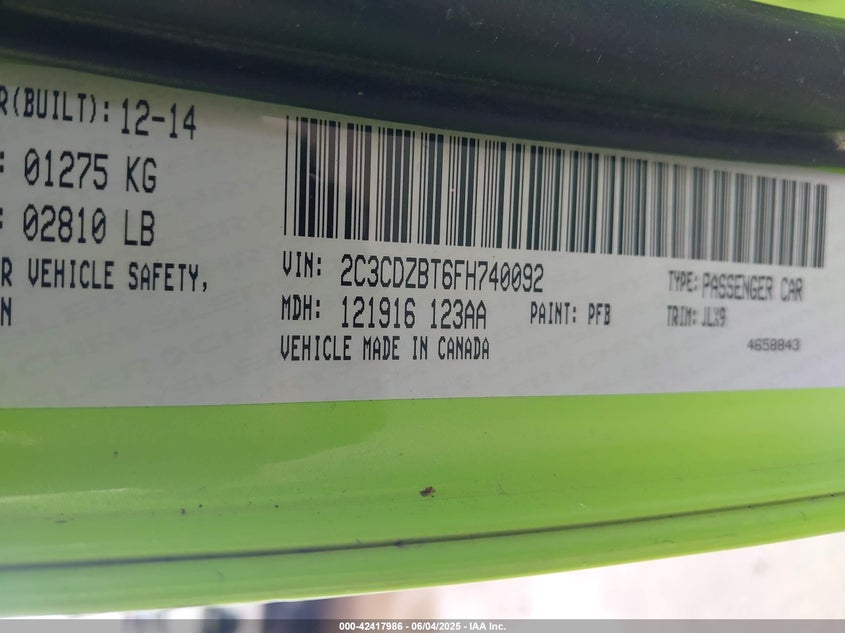 R(BUILT): 12-14
: 01275 KG
: 02810 LB
R VEHICLE SAFETY,
N
VIN: 2C3CDZBT6FH740092
TYPE: PASSENGER CAR
MDH: 121916 123AA
PAINT: PFB
TRIM: JLX9
VEHICLE MADE IN CANADA
4658843
000-42417986 - 06/04/2025 - IAA Inc.